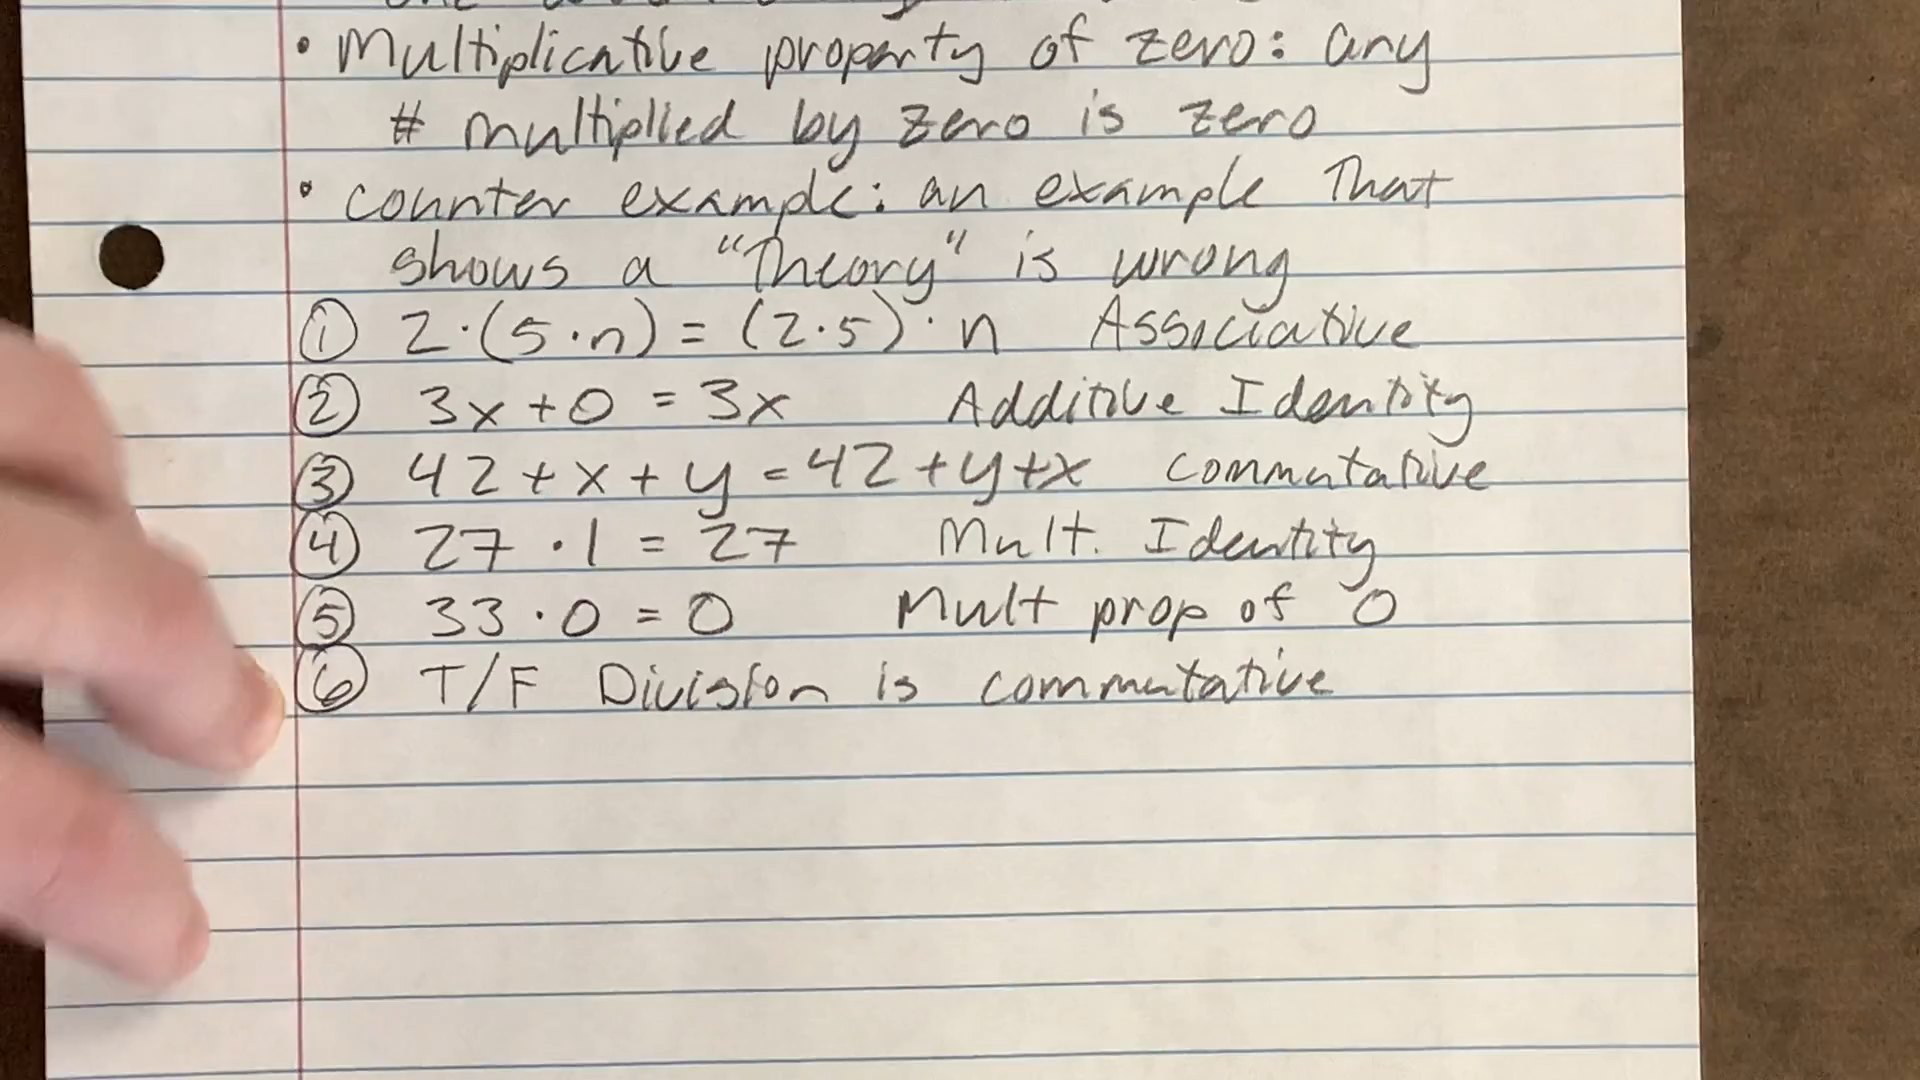 • Multiplicative property of zero: any
# multiplied by zero is zero
• counter example: an example that
shows a "theory" is wrong
① 2·(5·n) = (2·5)·n Associative
② 3x+0 = 3x Additive Identity
③ 42+x+y=42+y+x commutative
④ 27·1 = 27 Mult. Identity
⑤ 33·0 = 0 Mult prop of 0
⑥ T/F Division is commutative